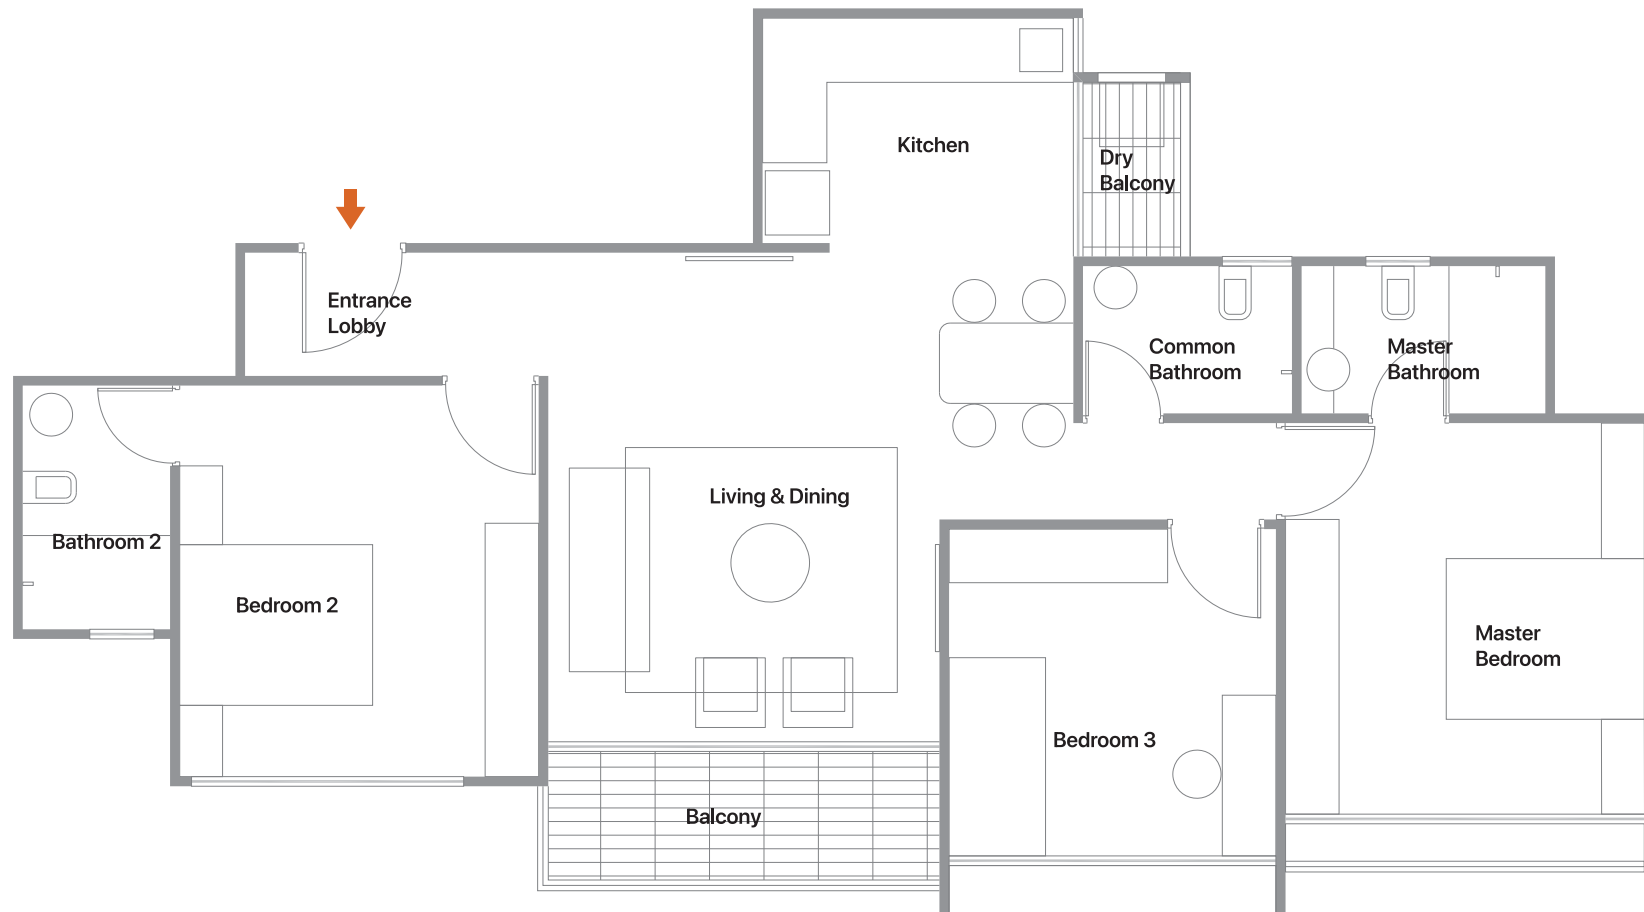 Kitchen
Dry
Balcony
Entrance
Lobby
Common
Bathroom
Master
Bathroom
Living & Dining
Bathroom 2
Bedroom 2
Master
Bedroom
Bedroom 3
Balcony